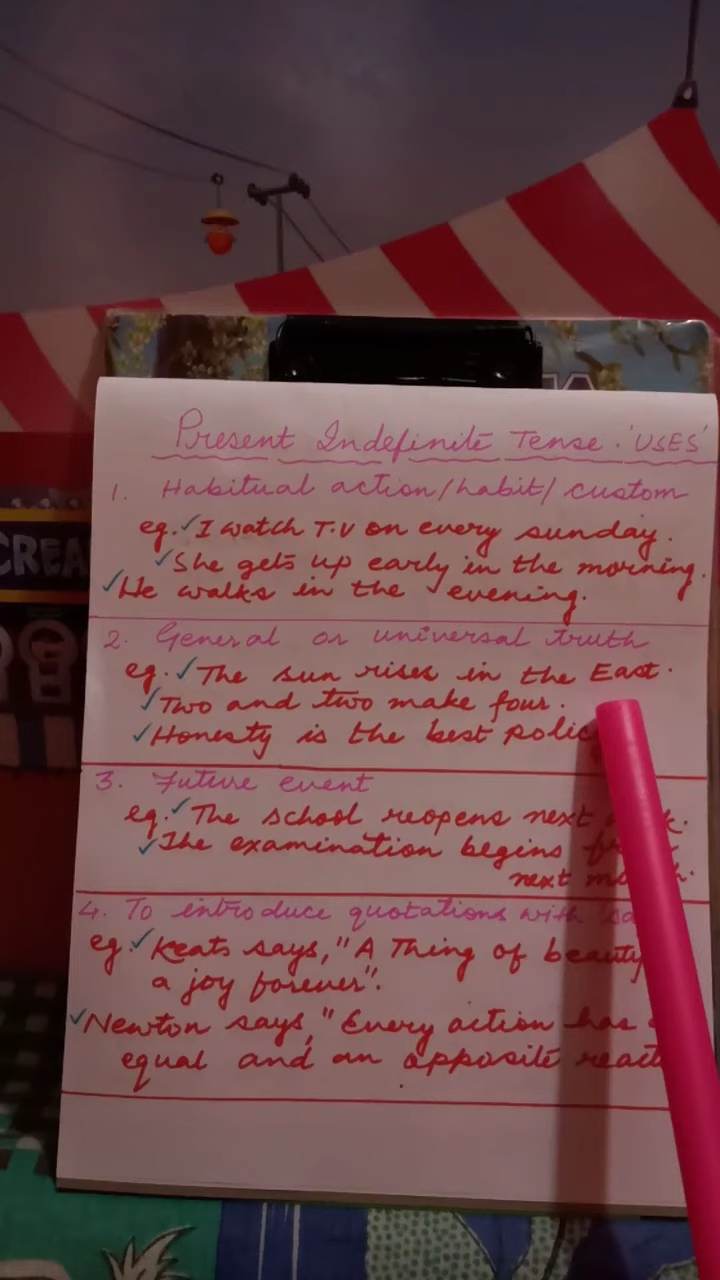 Present Indefinite Tense. 'USES'
1. Habitual action/habit/custom
eg. ✓I watch T.V on every sunday.
✓She gets up early in the morning.
✓He walks in the evening.
2. General or universal truth
eg. ✓The sun rises in the East.
✓Two and two make four.
✓Honesty is the best
3. Future event
eg. ✓The school reopens next
✓The examination begins
next
4. To introduce quotations with
eg. ✓Keats says, "A Thing of beauty
a joy forever".
✓Newton says, "Every action has
equal and an opposite
CREA